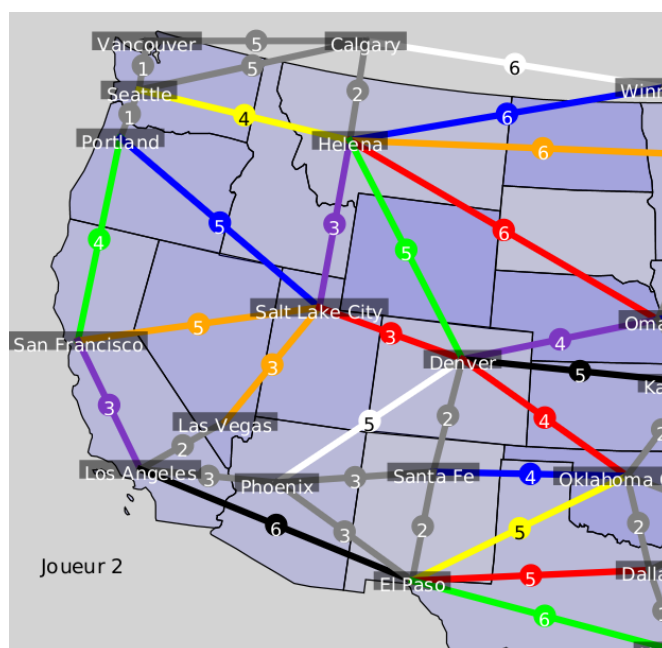 Vancouver
5
Calgary
1
5
6
Seattle
2
Winn
1
4
6
Portland
Helena
6
4
5
3
5
6
Salt Lake City
San Francisco
5
3
Oma
4
3
Denver
5
Ka
3
5
2
4
Las Vegas
2
2
Los Angeles
3
Phoenix
3
Santa Fe
4
Oklahoma C
6
3
2
5
2
Joueur 2
El Paso
5
Dalla
6
1